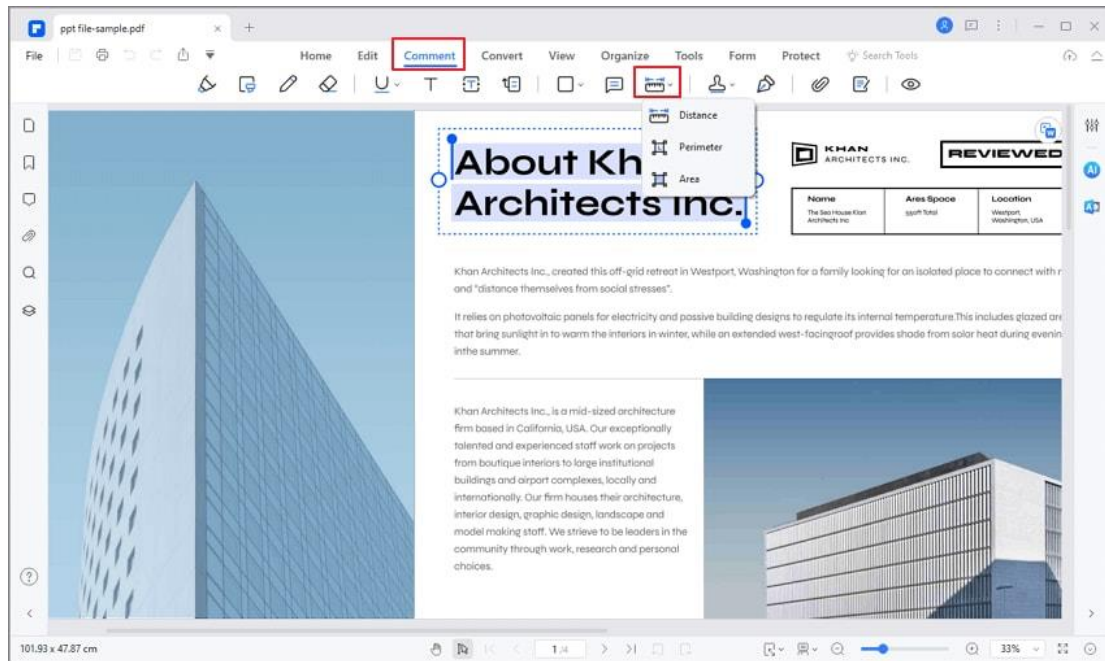 ppt file-sample.pdf
File
Home Edit Comment Convert View Organize Tools Form Protect Search Tools
Distance
Perimeter
Area
About Kh
Architects Inc.
KHAN
ARCHITECTS INC.
REVIEWED
Name Ares Space Location
The Sea House Klan
Architects Inc
550ft Total
Westport,
Washington, USA
Khan Architects Inc., created this off-grid retreat in Westport, Washington for a family looking for an isolated place to connect with
and "distance themselves from social stresses".
It relies on photovoltaic panels for electricity and passive building designs to regulate its internal temperature.This includes glazed
that bring sunlight in to warm the interiors in winter, while an extended west-facingroof provides shade from solar heat during
inthe summer.
Khan Architects Inc., is a mid-sized architecture
firm based in California, USA. Our exceptionally
talented and experienced staff work on projects
from boutique interiors to large institutional
buildings and airport complexes, locally and
internationally. Our firm houses their architecture,
interior design, graphic design, landscape and
model making staff. We strieve to be leaders in the
community through work, research and personal
choices.
101.93 x 47.87 cm
1 /4
33%